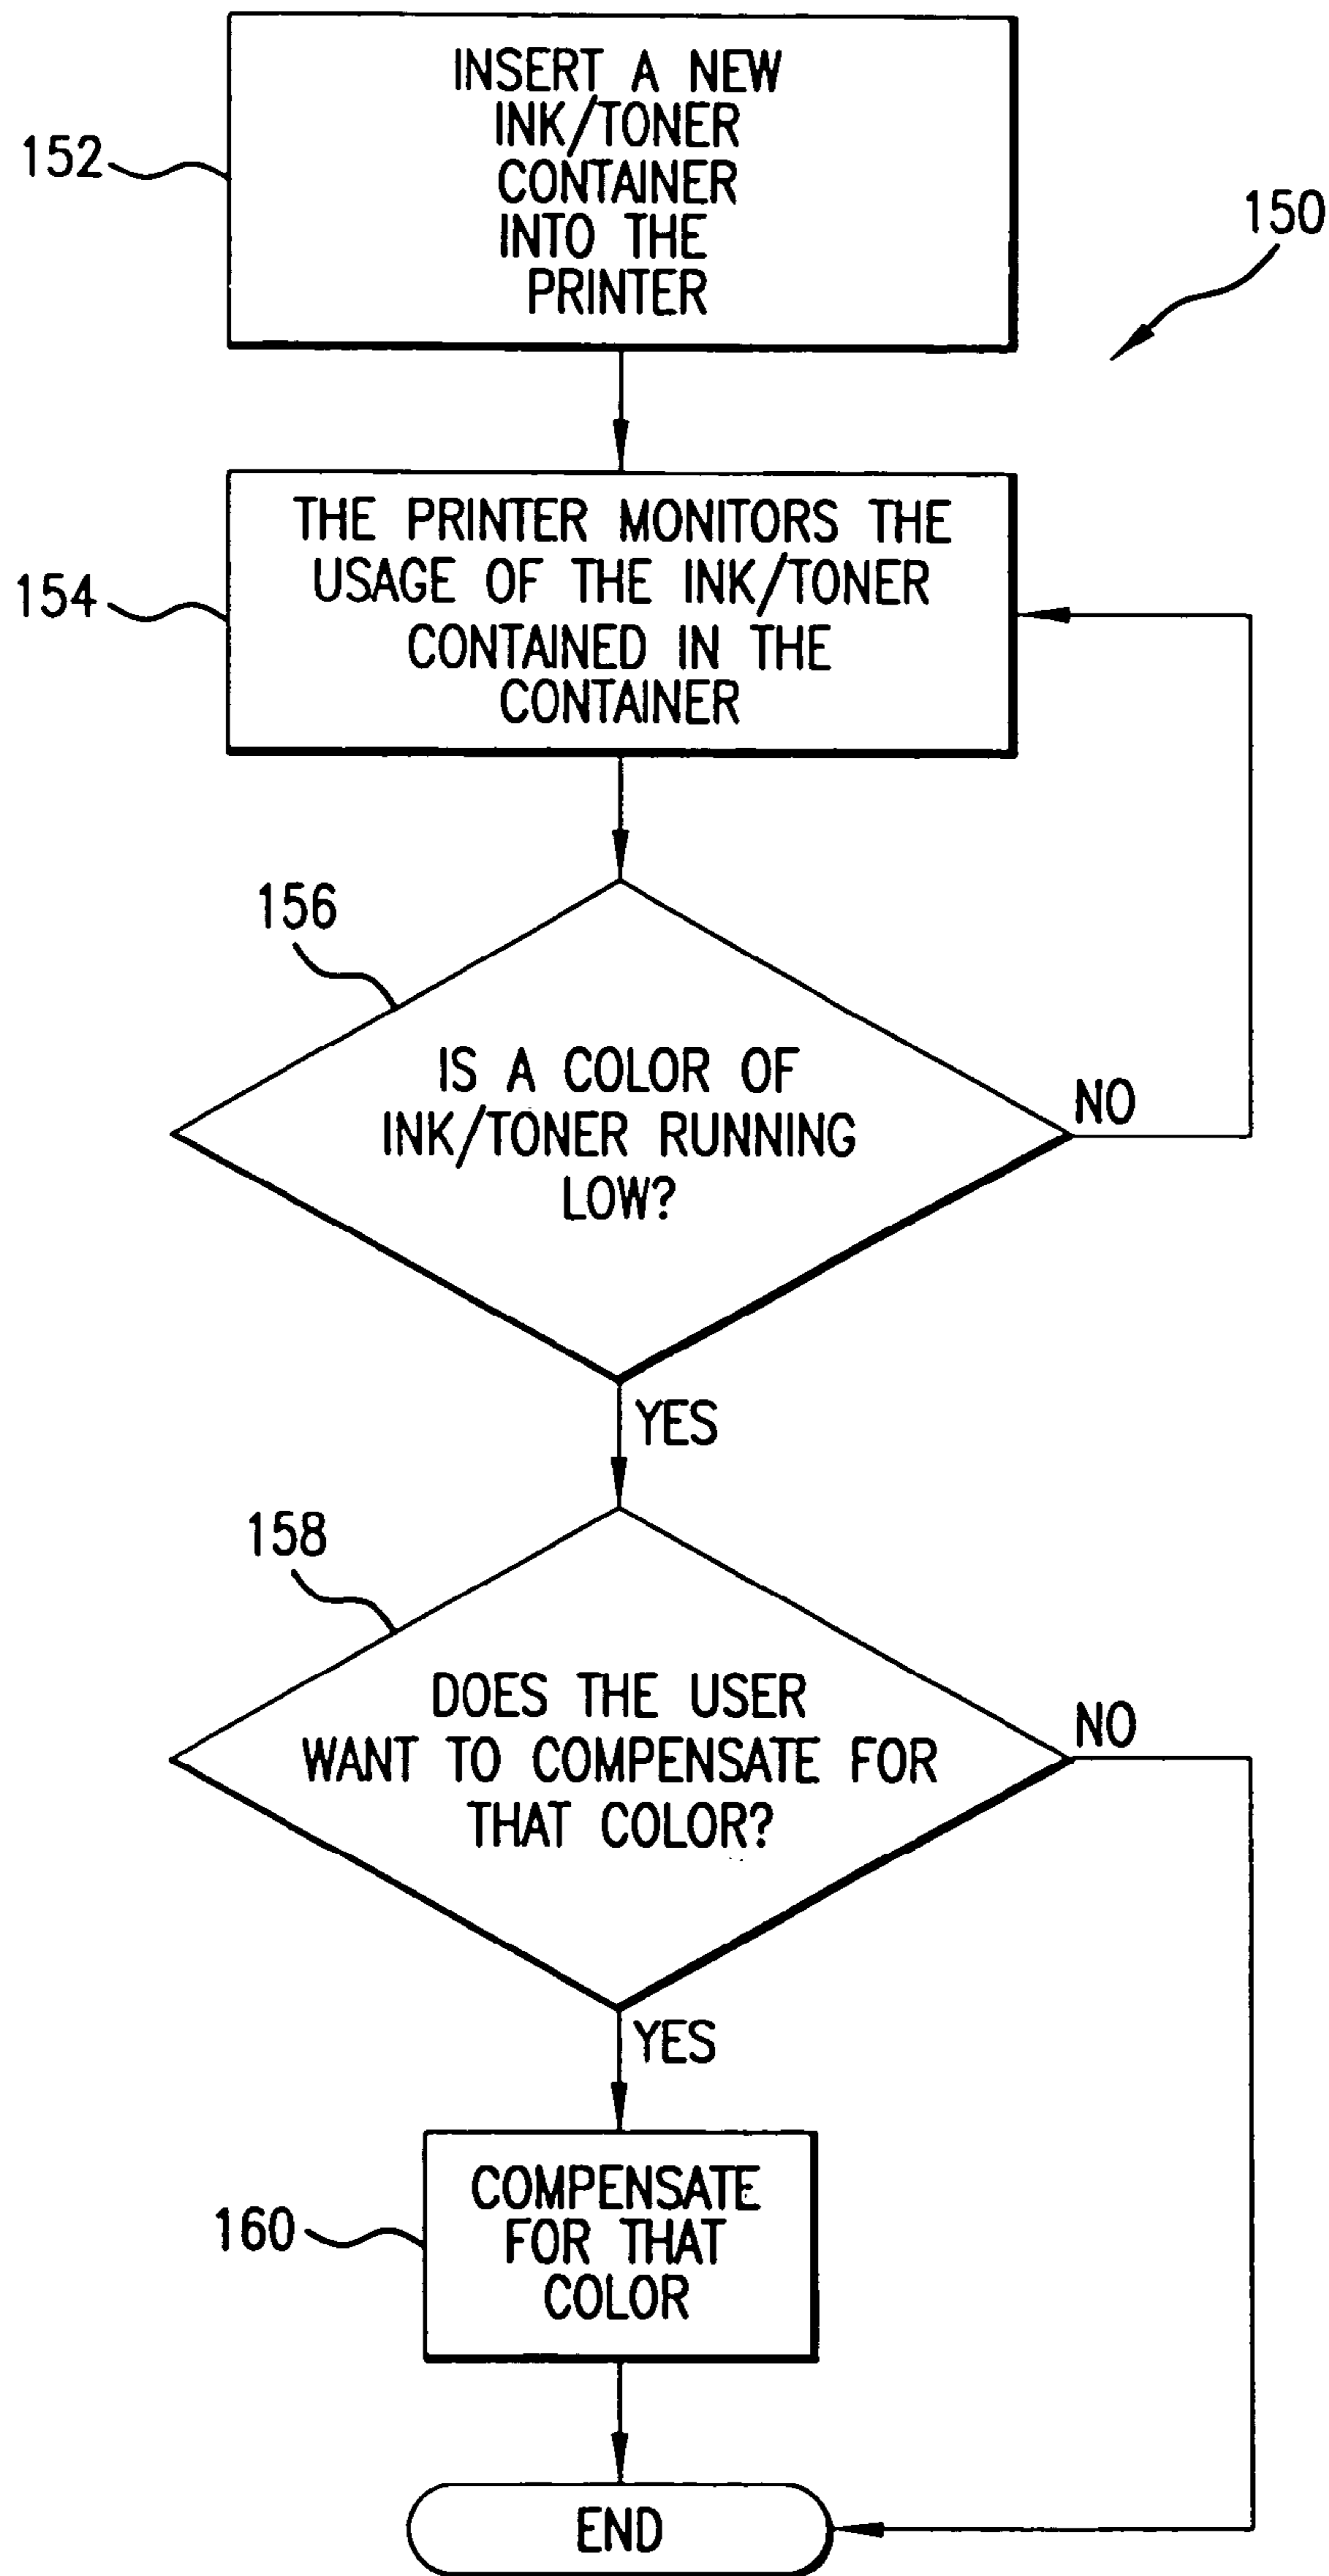 INSERT A NEW
INK/TONER
CONTAINER
INTO THE
PRINTER
152
150
THE PRINTER MONITORS THE
USAGE OF THE INK/TONER
CONTAINED IN THE
CONTAINER
154
156
IS A COLOR OF
INK/TONER RUNNING
LOW?
NO
YES
158
DOES THE USER
WANT TO COMPENSATE FOR
THAT COLOR?
NO
YES
COMPENSATE
FOR THAT
COLOR
160
END